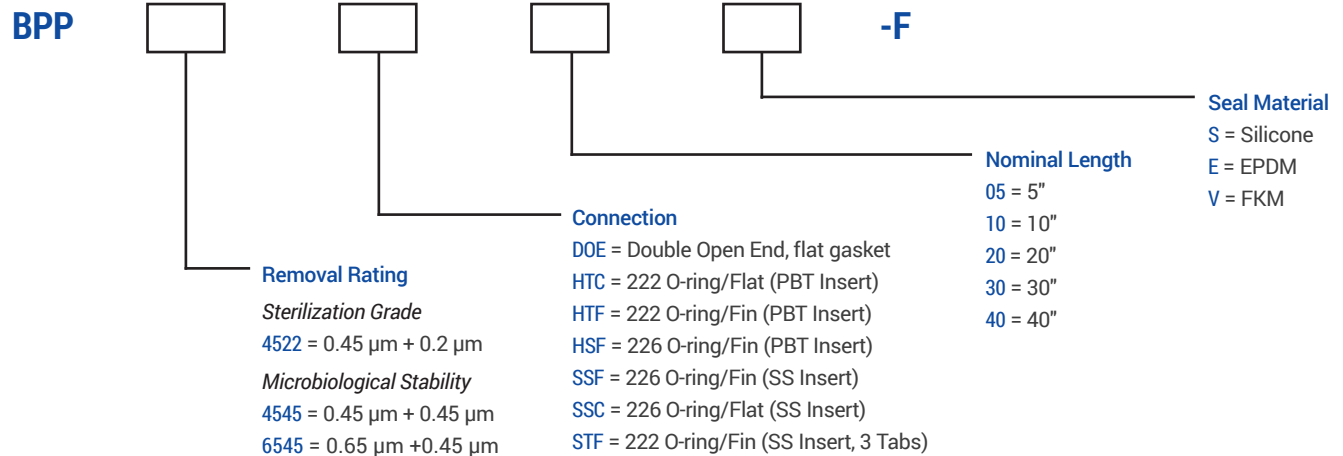 BPP -F
Seal Material
S = Silicone
E = EPDM
V = FKM
Nominal Length
05 = 5"
10 = 10"
20 = 20"
30 = 30"
40 = 40"
Connection
DOE = Double Open End, flat gasket
HTC = 222 O-ring/Flat (PBT Insert)
HTF = 222 O-ring/Fin (PBT Insert)
HSF = 226 O-ring/Fin (PBT Insert)
SSF = 226 O-ring/Fin (SS Insert)
SSC = 226 O-ring/Flat (SS Insert)
STF = 222 O-ring/Fin (SS Insert, 3 Tabs)
Removal Rating
Sterilization Grade
4522 = 0.45 µm + 0.2 µm
Microbiological Stability
4545 = 0.45 µm + 0.45 µm
6545 = 0.65 µm +0.45 µm